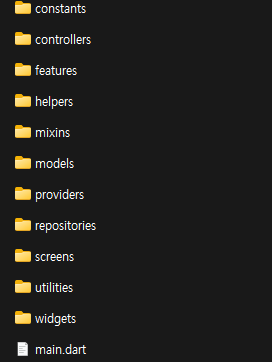 constants
controllers
features
helpers
mixins
models
providers
repositories
screens
utilities
widgets
main.dart